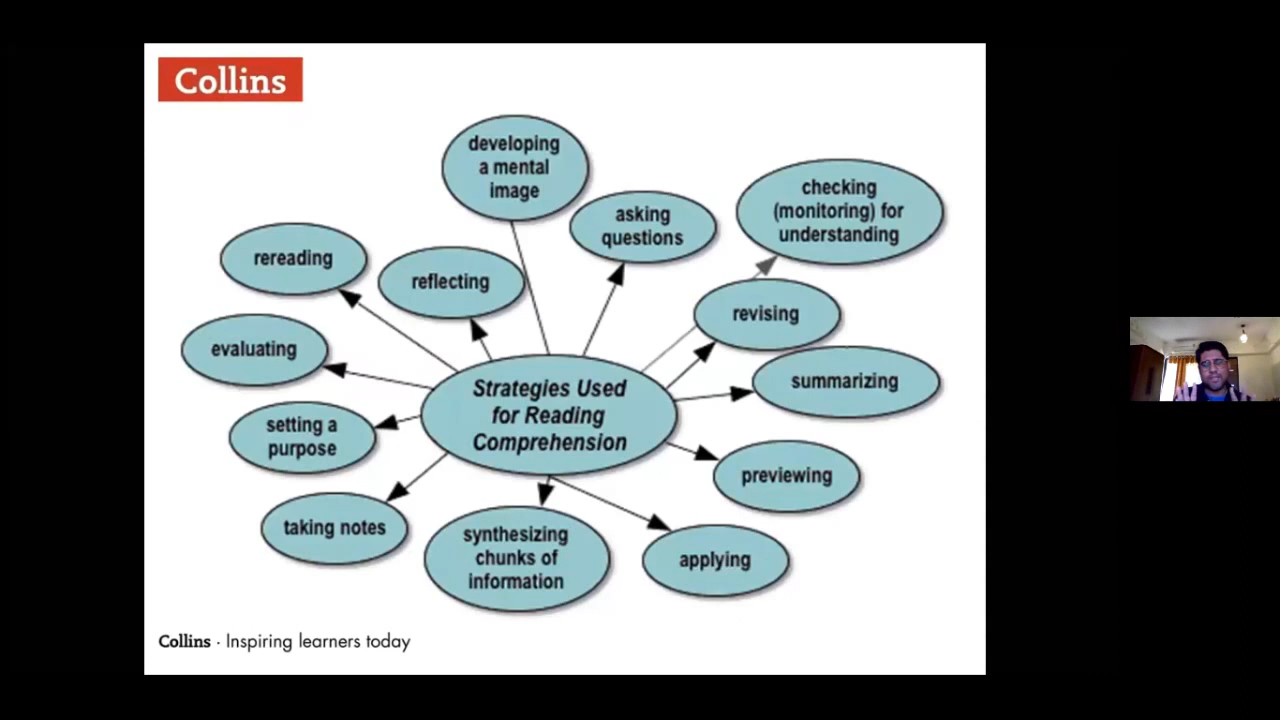 Collins
developing
a mental
image
asking
questions
checking
(monitoring) for
understanding
rereading
reflecting
revising
evaluating
summarizing
Strategies Used
for Reading
Comprehension
setting a
purpose
previewing
taking notes
synthesizing
chunks of
information
applying
Collins · Inspiring learners today